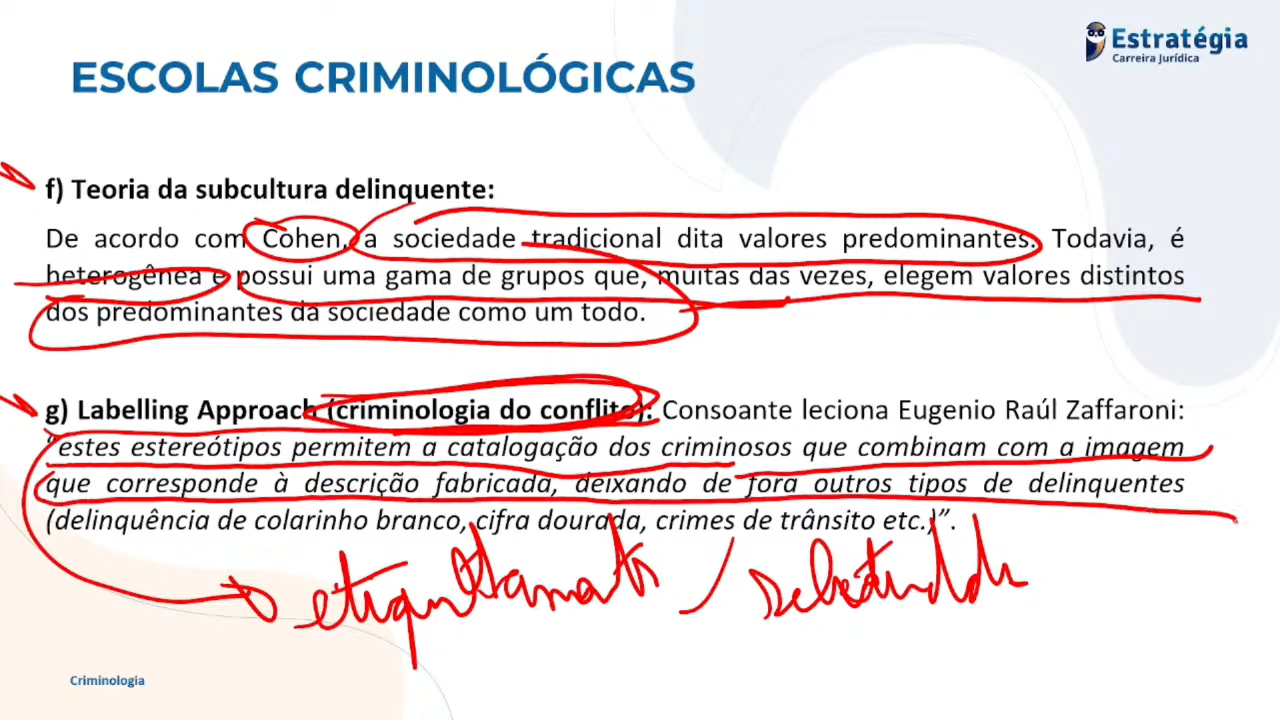 Estratégia
Carreira Jurídica
ESCOLAS CRIMINOLÓGICAS
f) Teoria da subcultura delinquente:
De acordo com Cohen, a sociedade tradicional dita valores predominantes. Todavia, é
heterogênea e possui uma gama de grupos que, muitas das vezes, elegem valores distintos
dos predominantes da sociedade como um todo.
g) Labelling Approach (criminologia do conflito): Consoante leciona Eugenio Raúl Zaffaroni:
“estes estereótipos permitem a catalogação dos criminosos que combinam com a imagem
que corresponde à descrição fabricada, deixando de fora outros tipos de delinquentes
(delinquência de colarinho branco, cifra dourada, crimes de trânsito etc.)”.
Criminologia